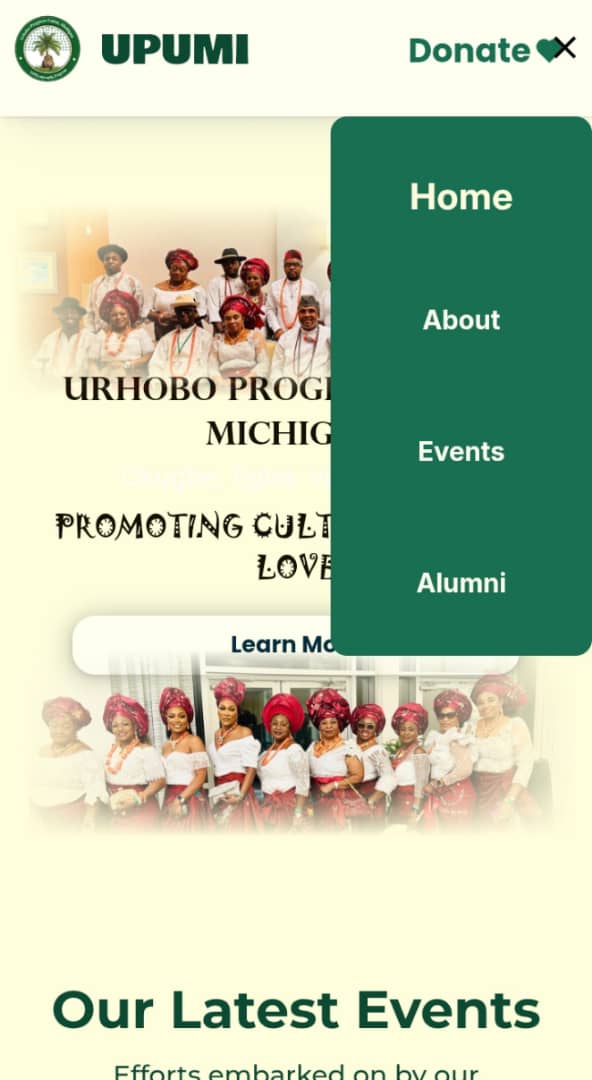 UPUMI
Donate
Home
About
Events
Alumni
URHOBO
MICHIG
PROMOTING CULT
LOVE
Learn Mo
Our Latest Events
Efforts embarked on by our